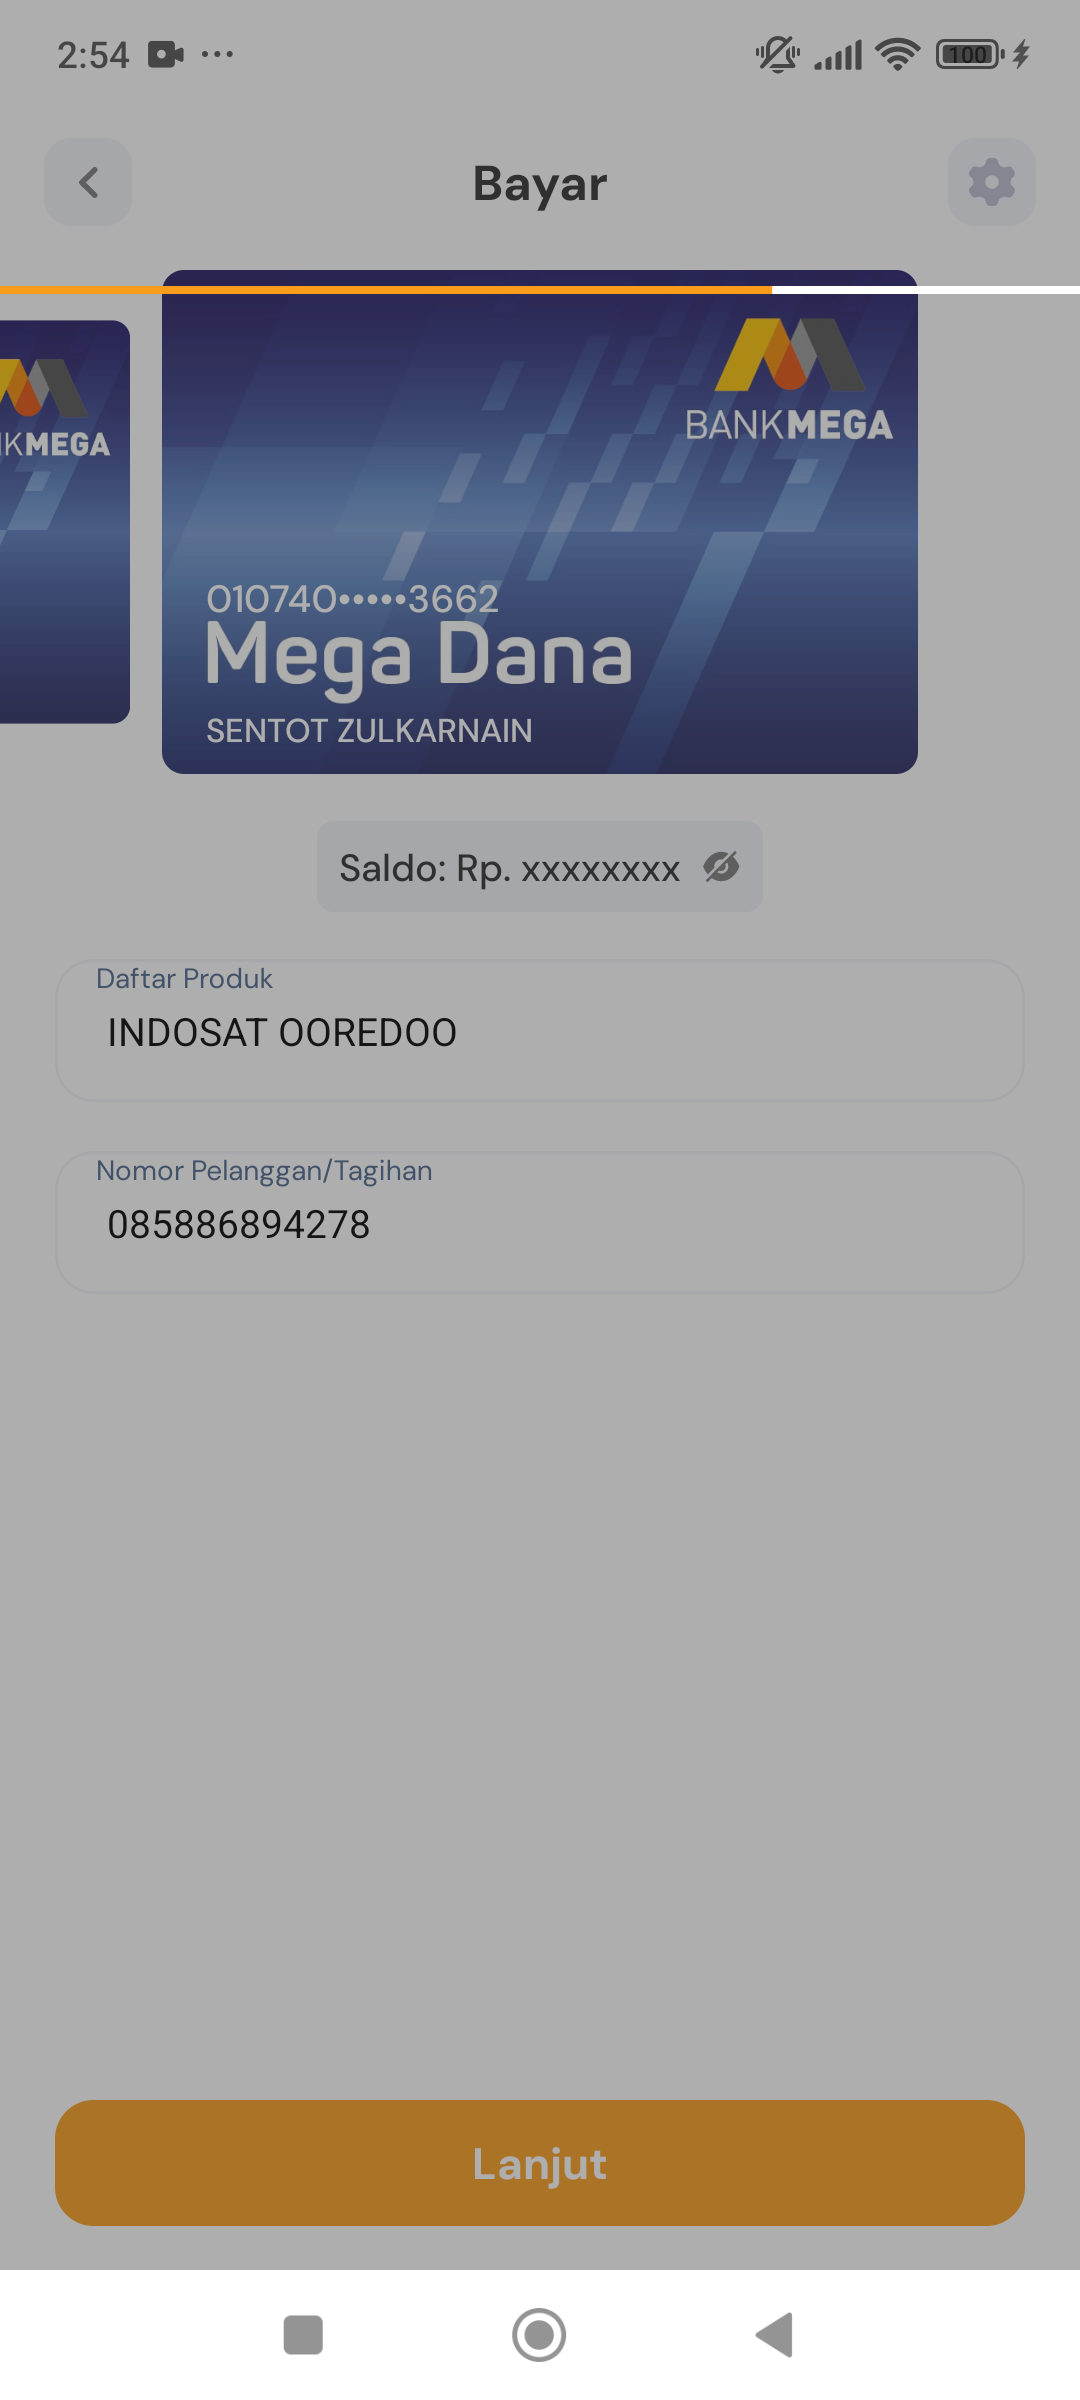 2:54
100
Bayar
NKMEGA
BANKMEGA
010740•••••3662
Mega Dana
SENTOT ZULKARNAIN
Saldo: Rp. xxxxxxxx
Daftar Produk
INDOSAT OOREDOO
Nomor Pelanggan/Tagihan
085886894278
Lanjut